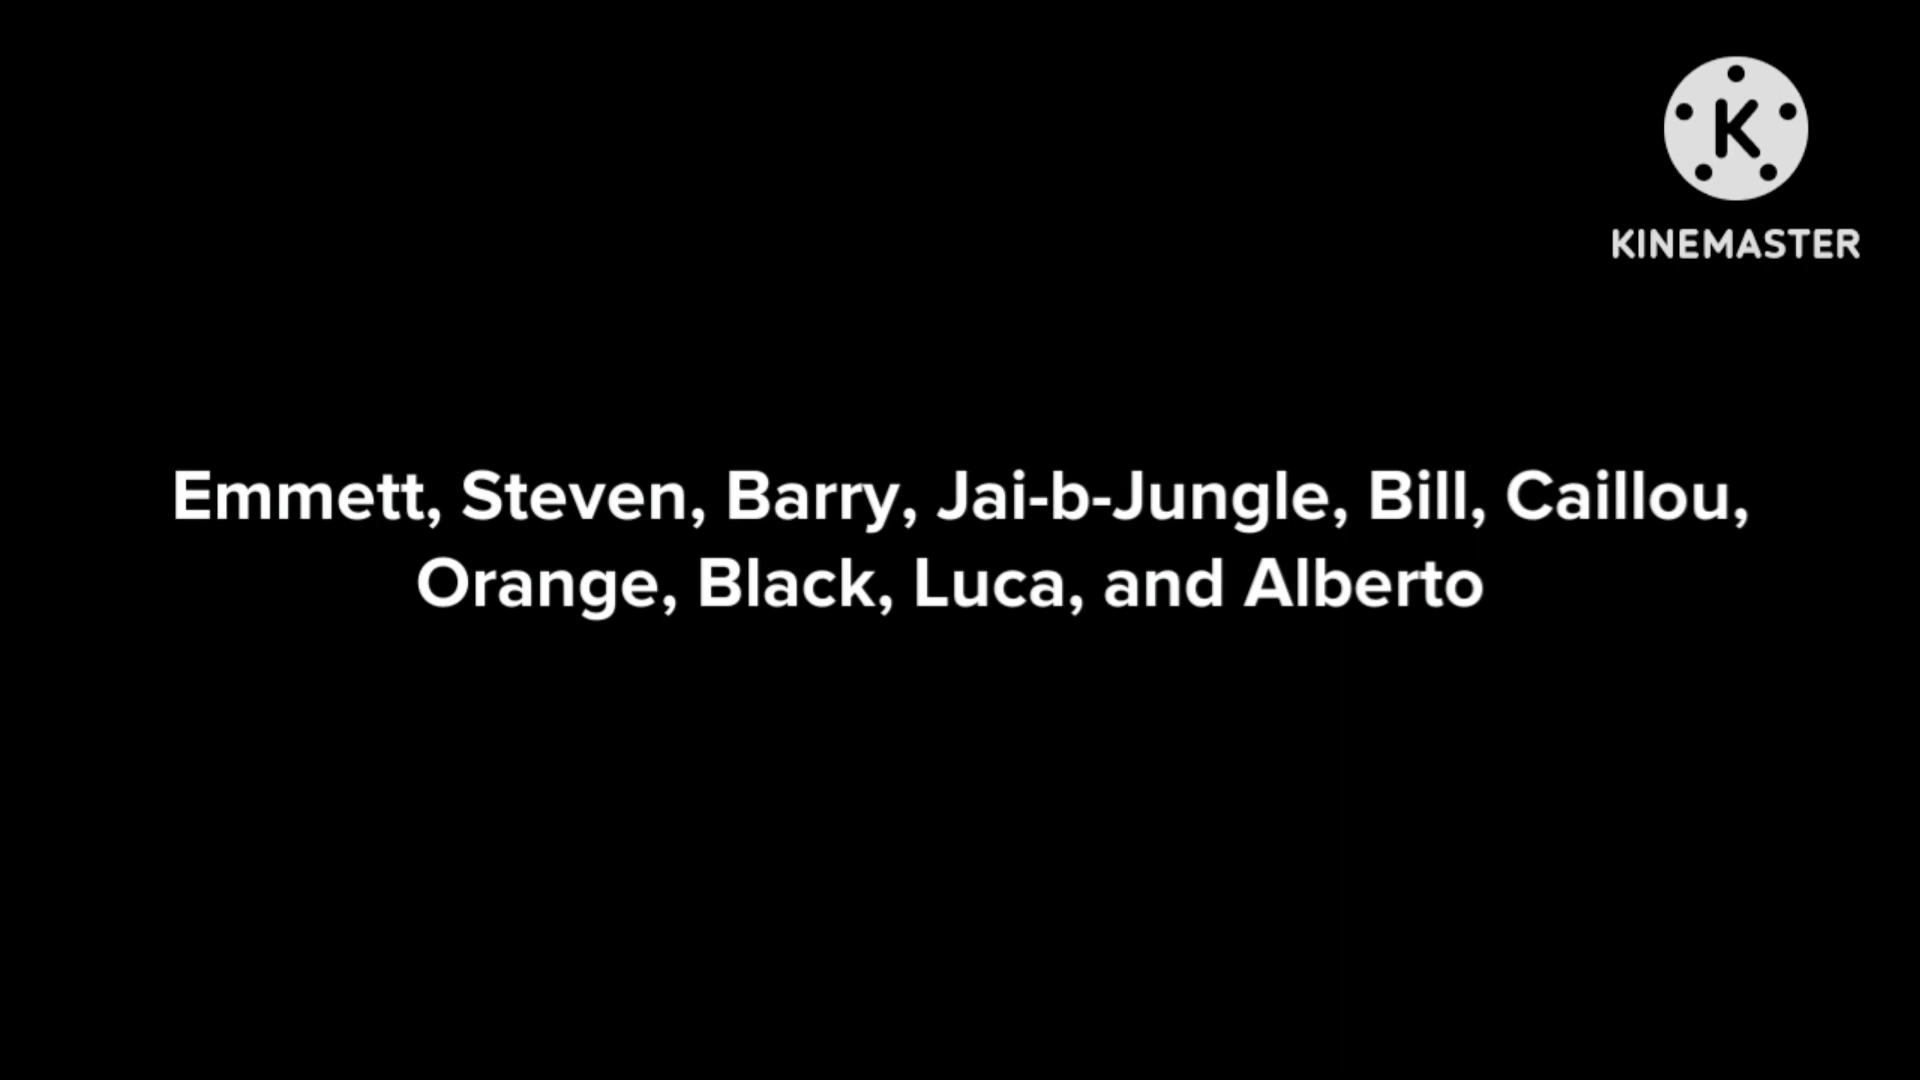 K
KINEMASTER
Emmett, Steven, Barry, Jai-b-Jungle, Bill, Caillou,
Orange, Black, Luca, and Alberto